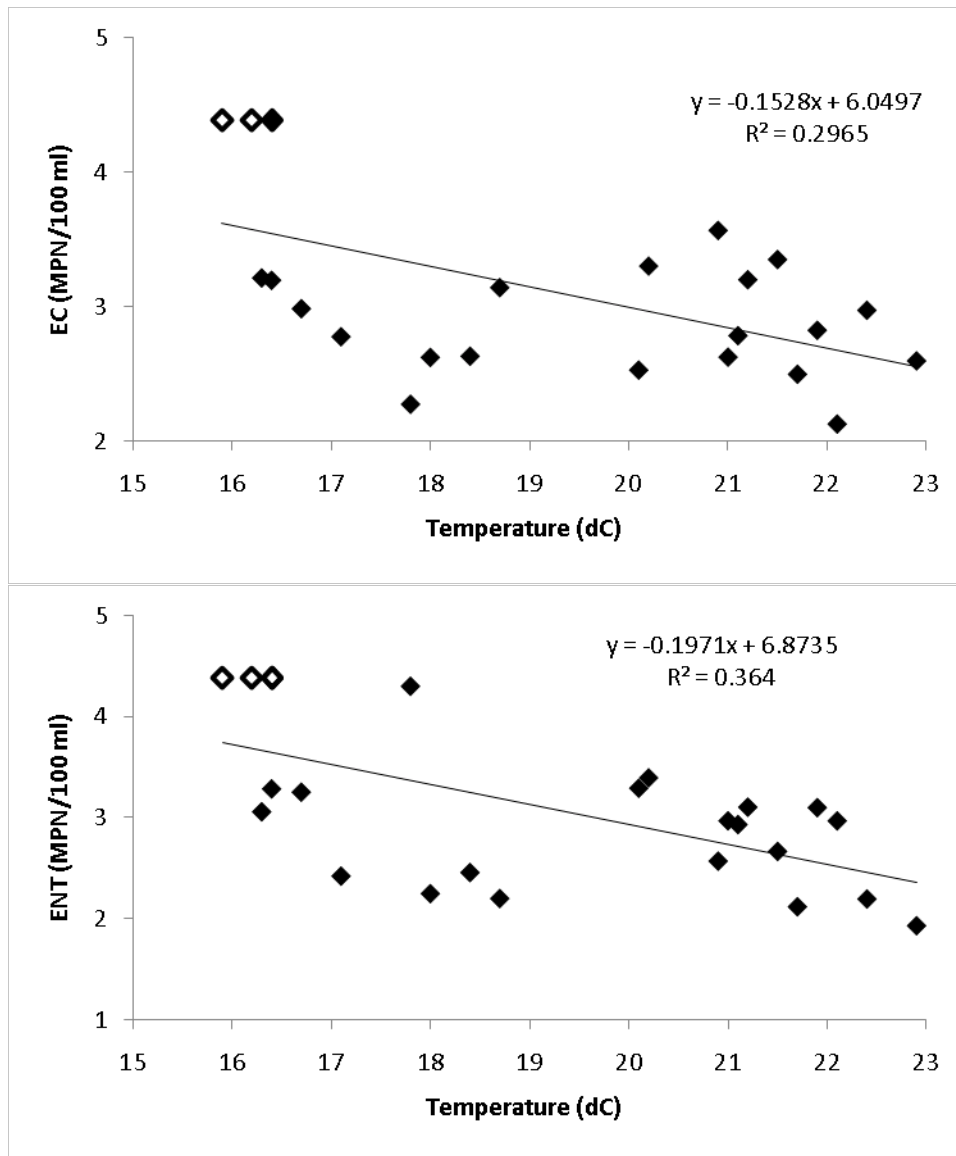 5
4
3
2
EC (MPN/100 ml)
y = -0.1528x + 6.0497
R² = 0.2965
15 16 17 18 19 20 21 22 23
Temperature (dC)
5
4
3
2
1
ENT (MPN/100 ml)
y = -0.1971x + 6.8735
R² = 0.364
15 16 17 18 19 20 21 22 23
Temperature (dC)